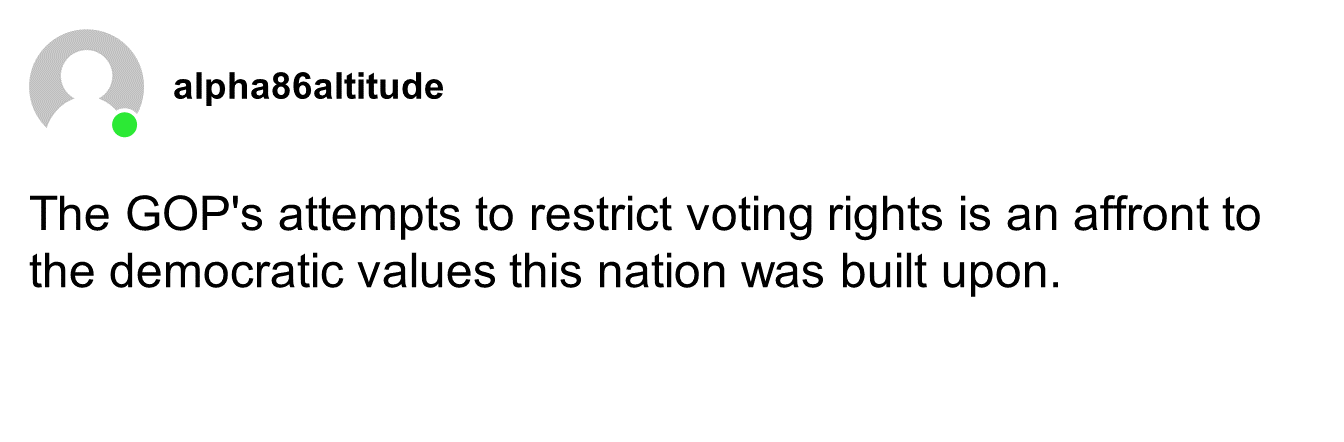 alpha86altitude
The GOP's attempts to restrict voting rights is an affront to
the democratic values this nation was built upon.